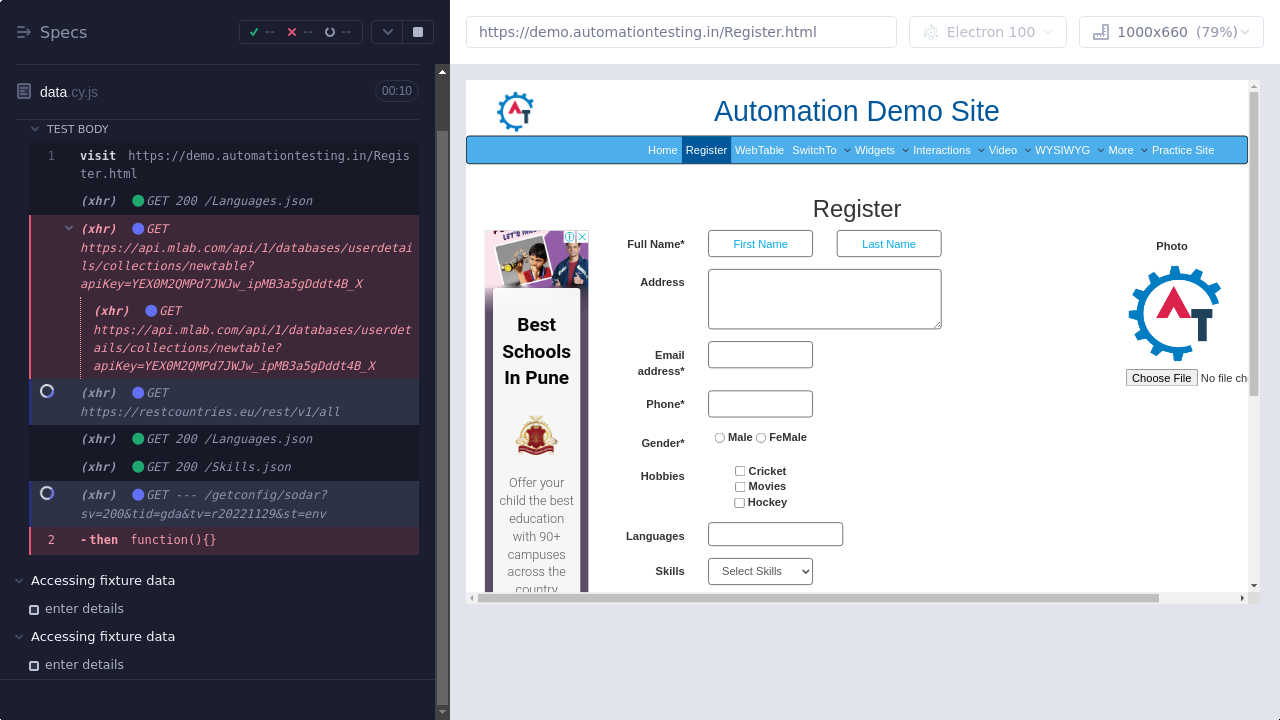 Specs
--
--
--
data.cy.js
00:10
TEST BODY
1 visit https://demo.automationtesting.in/Regis
ter.html
(xhr) GET 200 /Languages.json
(xhr) GET
https://api.mlab.com/api/1/databases/userdetai
ls/collections/newtable?
apiKey=YEX0M2QMPd7JWJw_ipMB3a5gDddt4B_X
(xhr) GET
https://api.mlab.com/api/1/databases/userdet
ails/collections/newtable?
apiKey=YEX0M2QMPd7JWJw_ipMB3a5gDddt4B_X
(xhr) GET
https://restcountries.eu/rest/v1/all
(xhr) GET 200 /Languages.json
(xhr) GET 200 /Skills.json
(xhr) GET --- /getconfig/sodar?
sv=200&tid=gda&tv=r20221129&st=env
2 -then function(){}
Accessing fixture data
enter details
Accessing fixture data
enter details
https://demo.automationtesting.in/Register.html
Electron 100
1000x660 (79%)
AT
Automation Demo Site
Home Register WebTable SwitchTo Widgets Interactions Video WYSIWYG More Practice Site
Register
Best
Schools
In Pune
Offer your
child the best
education
with 90+
campuses
across the
country
Full Name*
First Name
Last Name
Address
Email
address*
Phone*
Gender*
Male FeMale
Hobbies
Cricket
Movies
Hockey
Languages
Skills
Select Skills
Photo
AT
Choose File No file ch